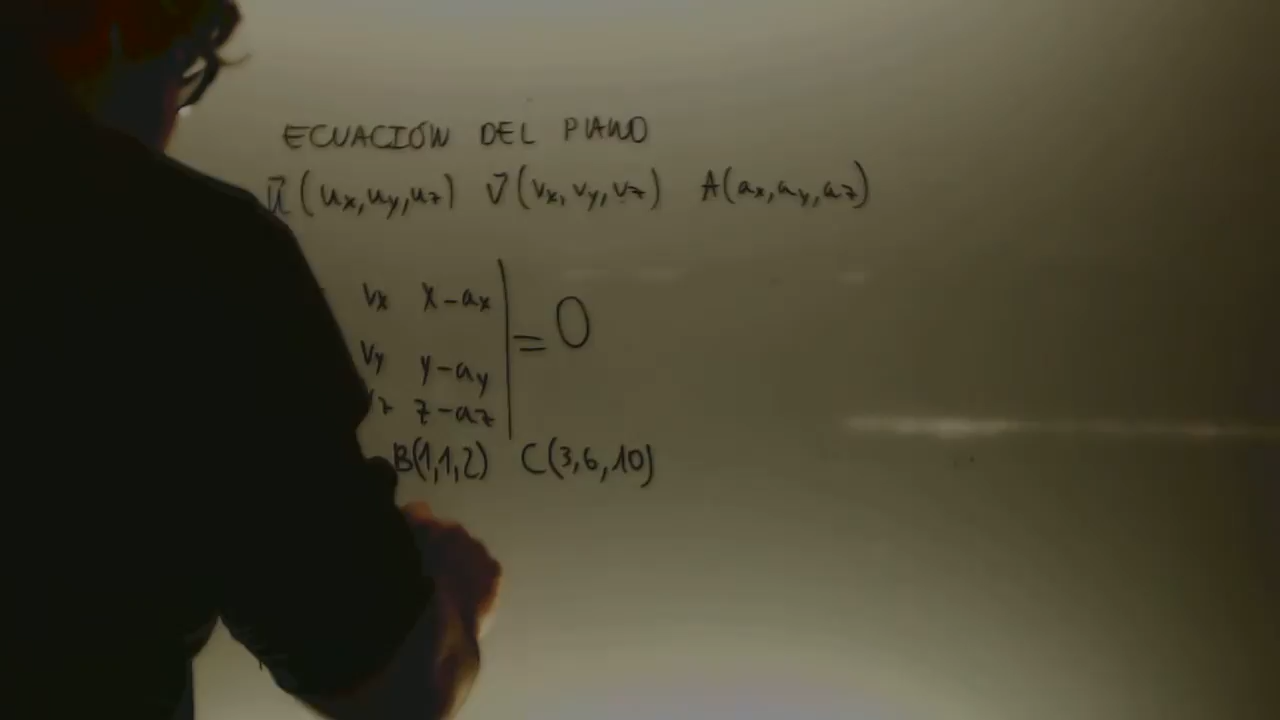 ECUACIÓN DEL PLANO
u⃗ (ux, uy, uz) v⃗ (vx, vy, vz) A(ax, ay, az)
vx x-ax
vy y-ay = 0
vz z-az
B(1,1,2) C(3,6,10)